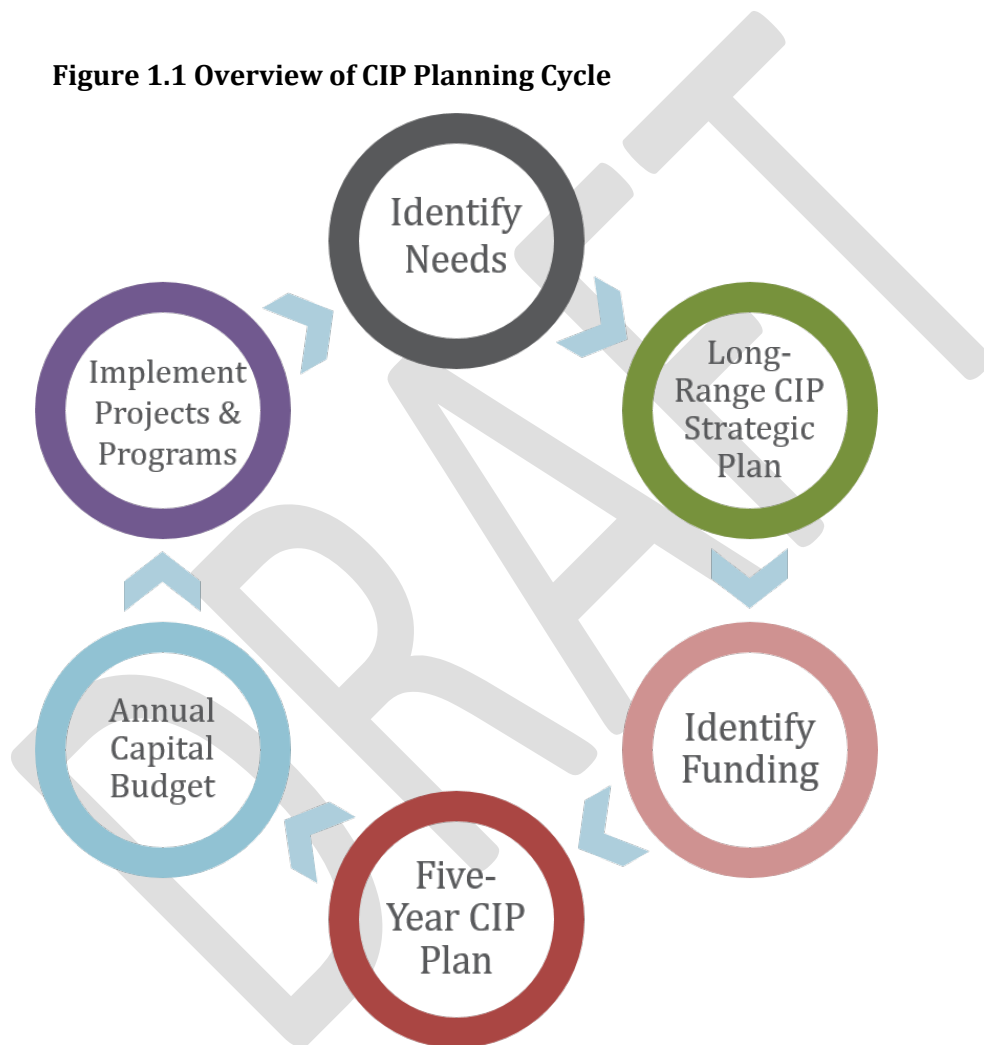 Figure 1.1 Overview of CIP Planning Cycle
Identify
Needs
Long-
Range CIP
Strategic
Plan
Identify
Funding
Five-
Year CIP
Plan
Annual
Capital
Budget
Implement
Projects &
Programs
DRAFT